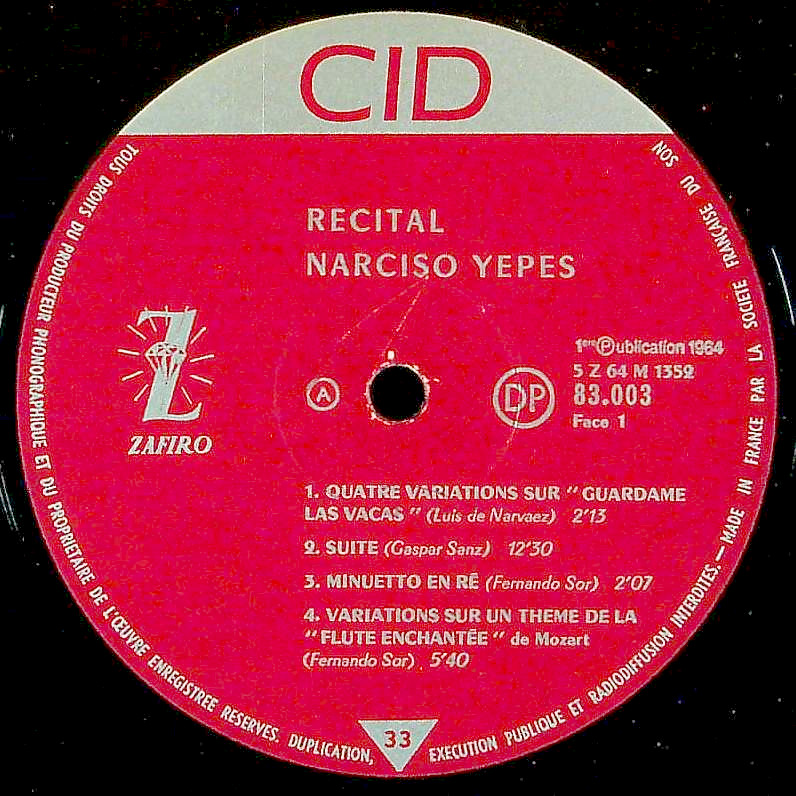 CID
RECITAL
NARCISO YEPES
Z
ZAFIRO
A
DP
1ère Ⓟublication 1964
5 Z 64 M 1359
83.003
Face 1
1. QUATRE VARIATIONS SUR " GUARDAME
LAS VACAS " (Luis de Narvaez) 2'13
2. SUITE (Gaspar Sanz) 12'30
3. MINUETTO EN RÉ (Fernando Sor) 2'07
4. VARIATIONS SUR UN THEME DE LA
" FLUTE ENCHANTÉE " de Mozart
(Fernando Sor) 5'40
33
TOUS DROITS DU PRODUCTEUR PHONOGRAPHIQUE ET DU PROPRIETAIRE DE L'ŒUVRE ENREGISTREE RESERVES. DUPLICATION, EXECUTION PUBLIQUE ET RADIODIFFUSION INTERDITES. — MADE IN FRANCE PAR LA SOCIETE FRANÇAISE DU SON